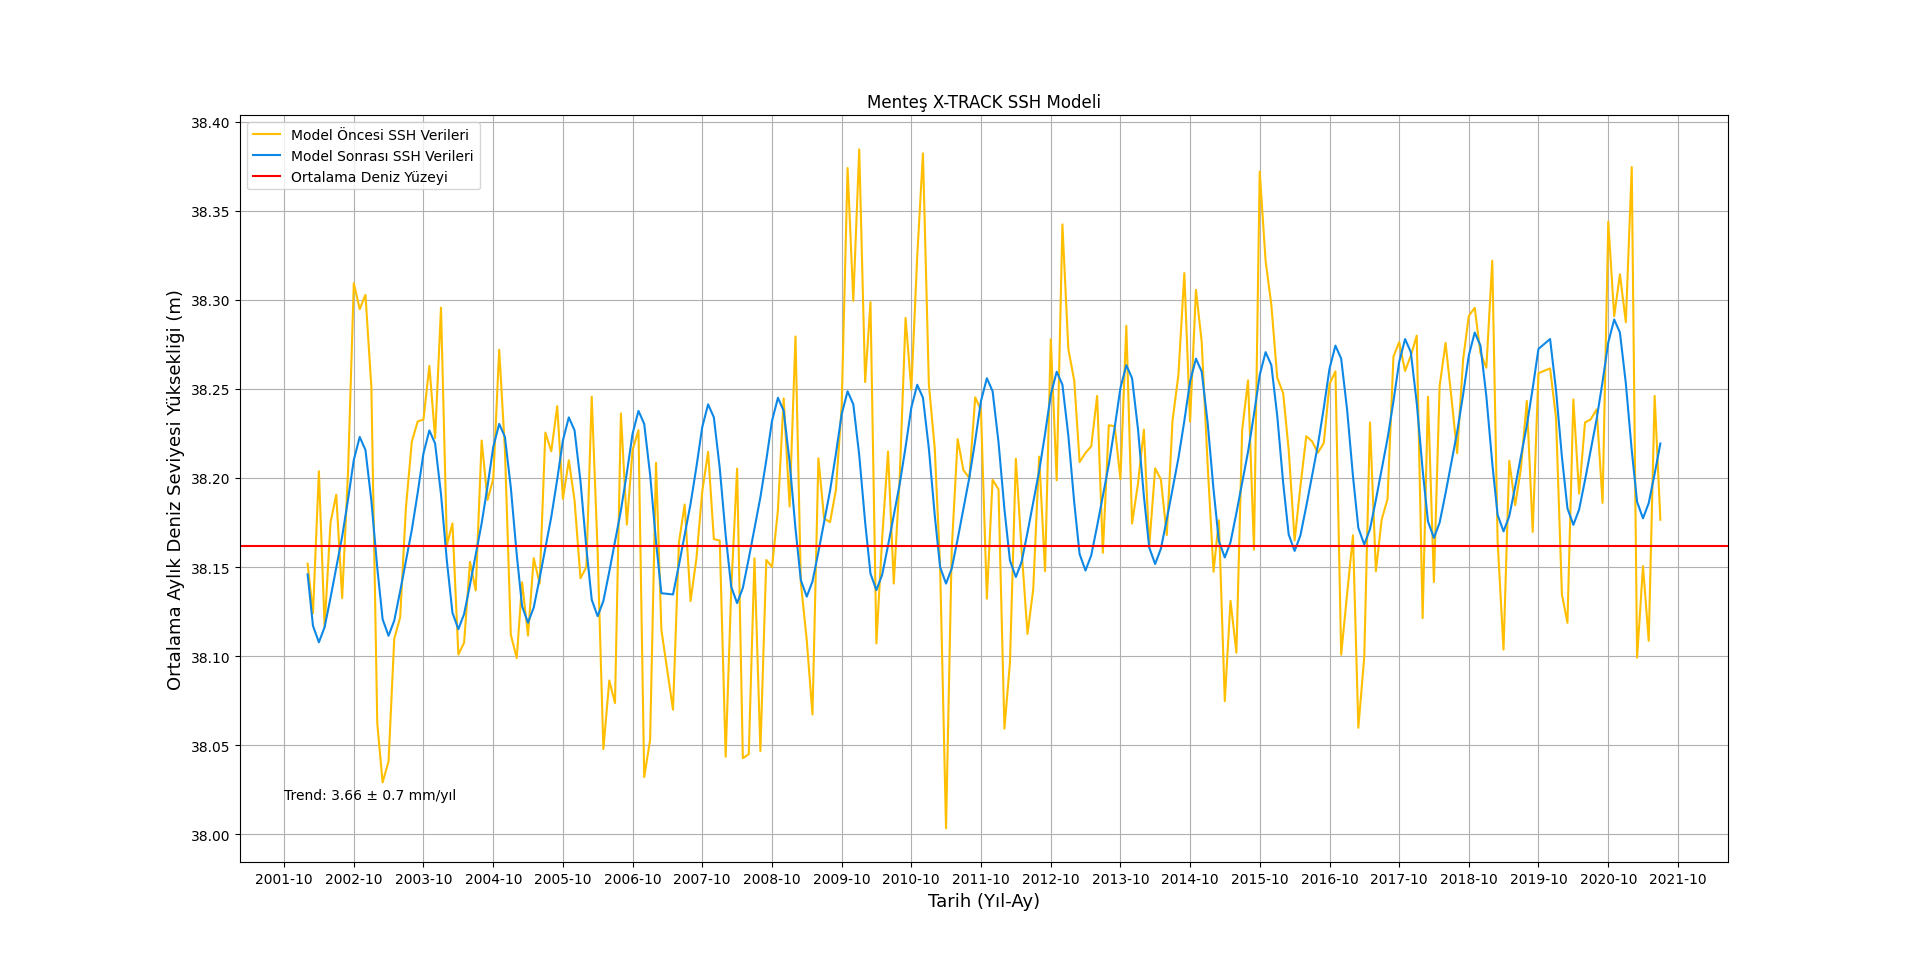 Menteş X-TRACK SSH Modeli
Model Öncesi SSH Verileri
Model Sonrası SSH Verileri
Ortalama Deniz Yüzeyi
38.40
38.35
38.30
38.25
38.20
38.15
38.10
38.05
38.00
Ortalama Aylık Deniz Seviyesi Yüksekliği (m)
Trend: 3.66 ± 0.7 mm/yıl
2001-10 2002-10 2003-10 2004-10 2005-10 2006-10 2007-10 2008-10 2009-10 2010-10 2011-10 2012-10 2013-10 2014-10 2015-10 2016-10 2017-10 2018-10 2019-10 2020-10 2021-10
Tarih (Yıl-Ay)